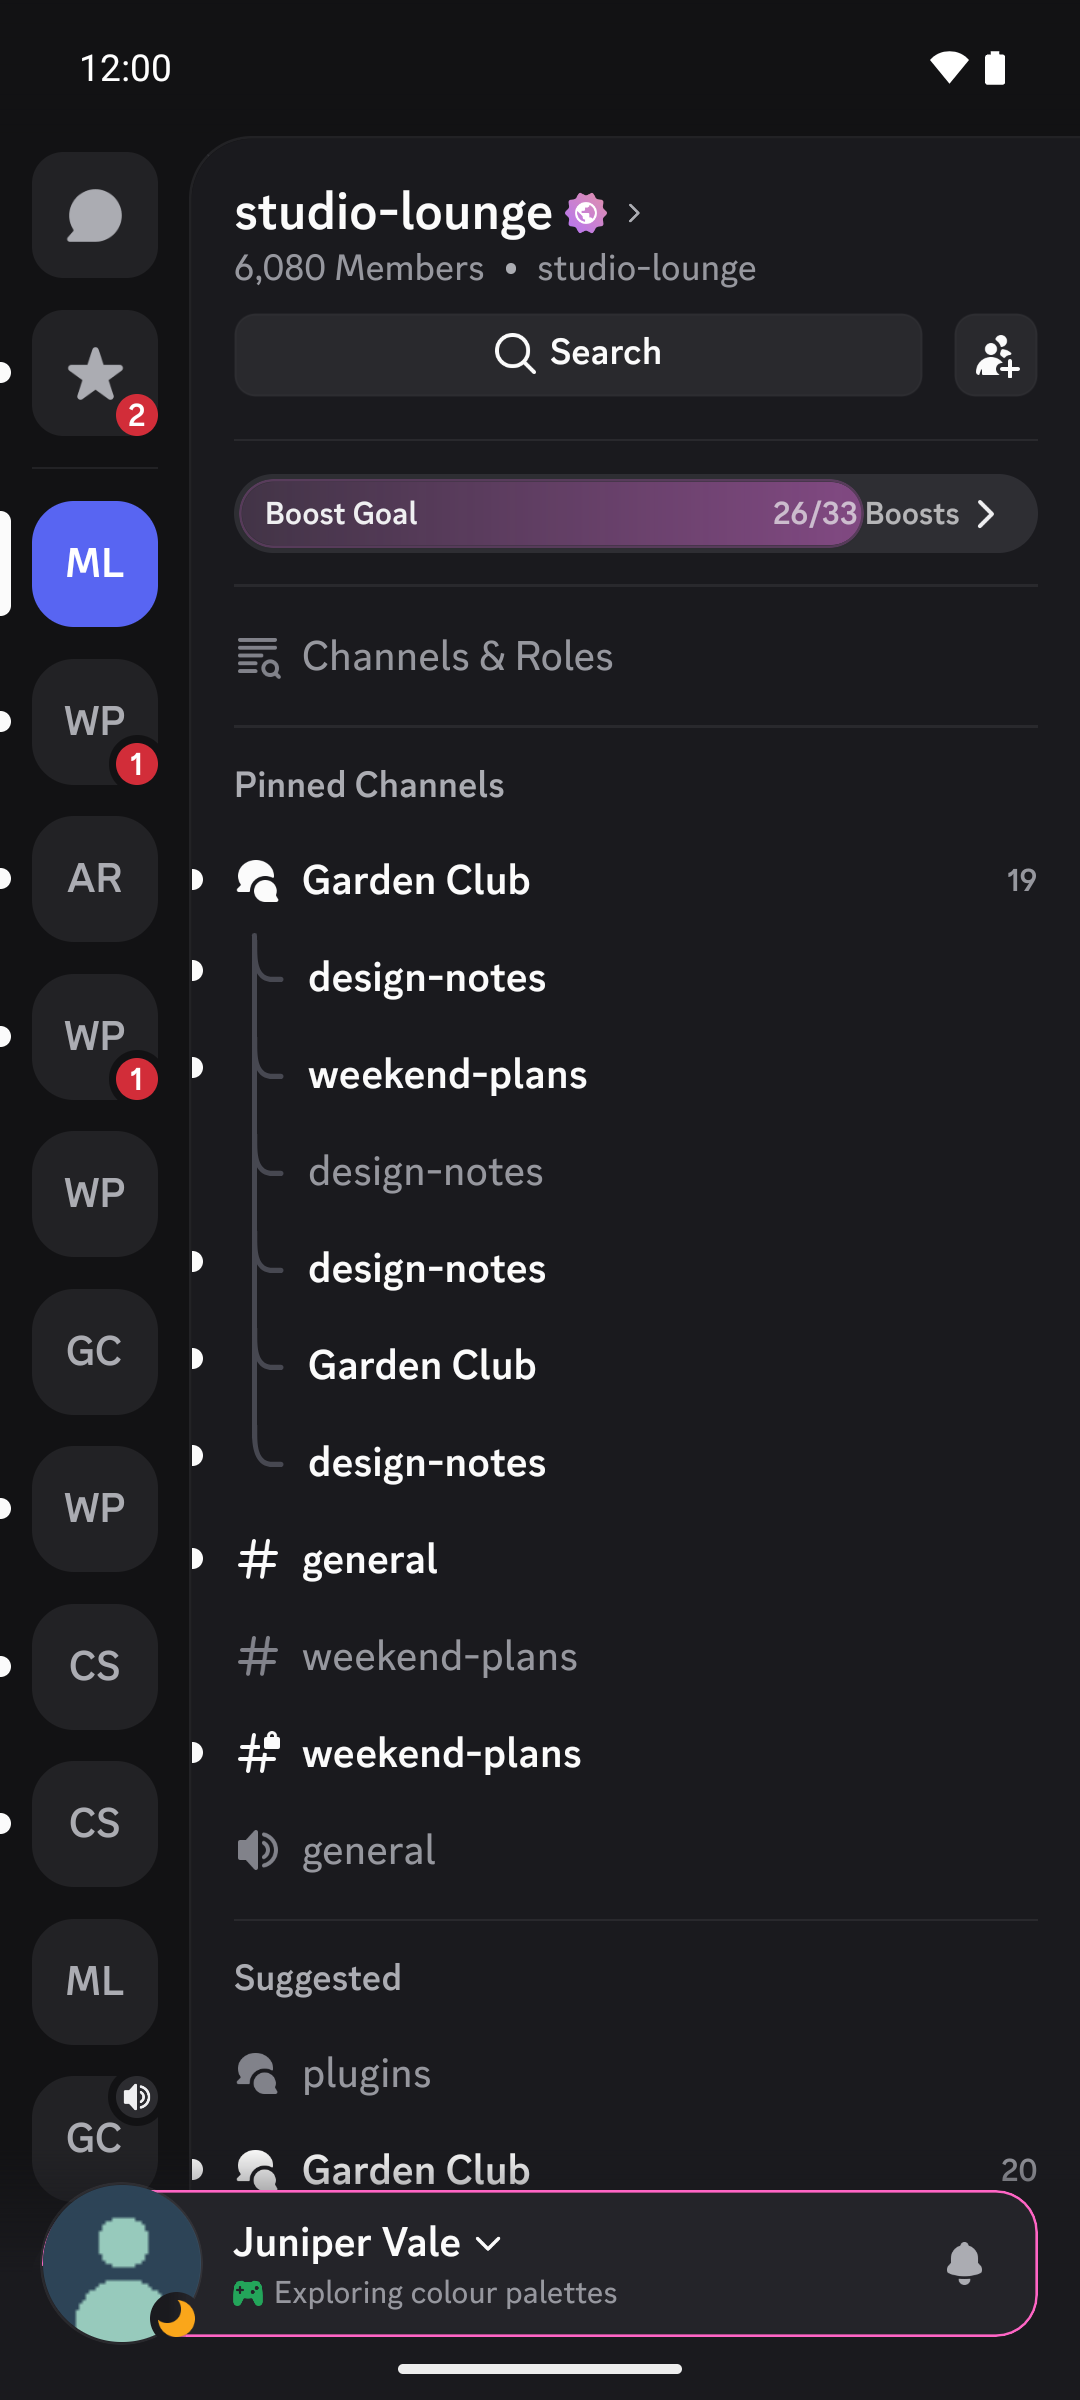 12:00
studio-lounge
6,080 Members • studio-lounge
Search
2
Boost Goal 26/33 Boosts
ML
Channels & Roles
WP
1
Pinned Channels
AR
Garden Club 19
design-notes
WP
1
weekend-plans
design-notes
WP
design-notes
GC
Garden Club
design-notes
WP
general
CS
weekend-plans
weekend-plans
CS
general
ML
Suggested
plugins
GC
Garden Club 20
Juniper Vale
Exploring colour palettes